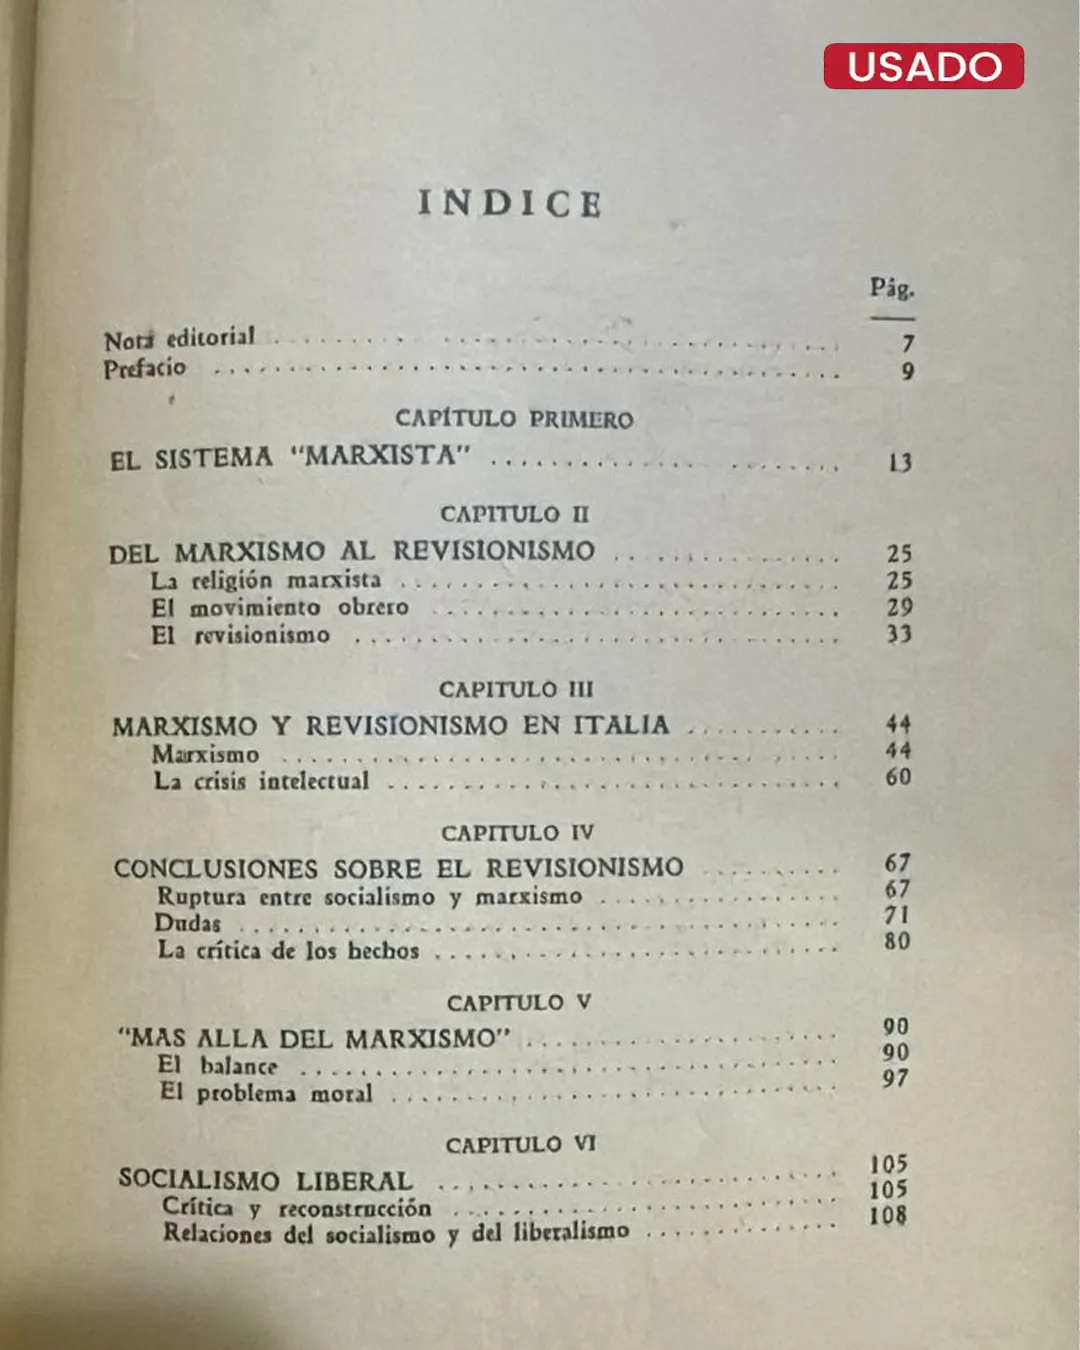 USADO
INDICE
Pág.
Nota editorial . . . . . . . . . . . . . . . . . . . . 7
Prefacio . . . . . . . . . . . . . . . . . . . . 9
CAPÍTULO PRIMERO
EL SISTEMA "MARXISTA" . . . . . . . . . . . . . . . . . . . . 13
CAPITULO II
DEL MARXISMO AL REVISIONISMO . . . . . . . . . . 25
La religión marxista . . . . . . . . . . . . . . . . . . . . 25
El movimiento obrero . . . . . . . . . . . . . . . . . . . . 29
El revisionismo . . . . . . . . . . . . . . . . . . . . 33
CAPITULO III
MARXISMO Y REVISIONISMO EN ITALIA . . . . . . . . . . 44
Marxismo . . . . . . . . . . . . . . . . . . . . 44
La crisis intelectual . . . . . . . . . . . . . . . . . . . . 60
CAPITULO IV
CONCLUSIONES SOBRE EL REVISIONISMO . . . . . . . . . . 67
Ruptura entre socialismo y marxismo . . . . . . . . . . 67
Dudas . . . . . . . . . . . . . . . . . . . . 71
La crítica de los hechos . . . . . . . . . . . . . . . . . . . . 80
CAPITULO V
"MAS ALLA DEL MARXISMO" . . . . . . . . . . . . . . . . . . . . 90
El balance . . . . . . . . . . . . . . . . . . . . 90
El problema moral . . . . . . . . . . . . . . . . . . . . 97
CAPITULO VI
SOCIALISMO LIBERAL . . . . . . . . . . . . . . . . . . . . 105
Crítica y reconstrucción . . . . . . . . . . . . . . . . . . . . 105
Relaciones del socialismo y del liberalismo . . . . . . . . . . 108